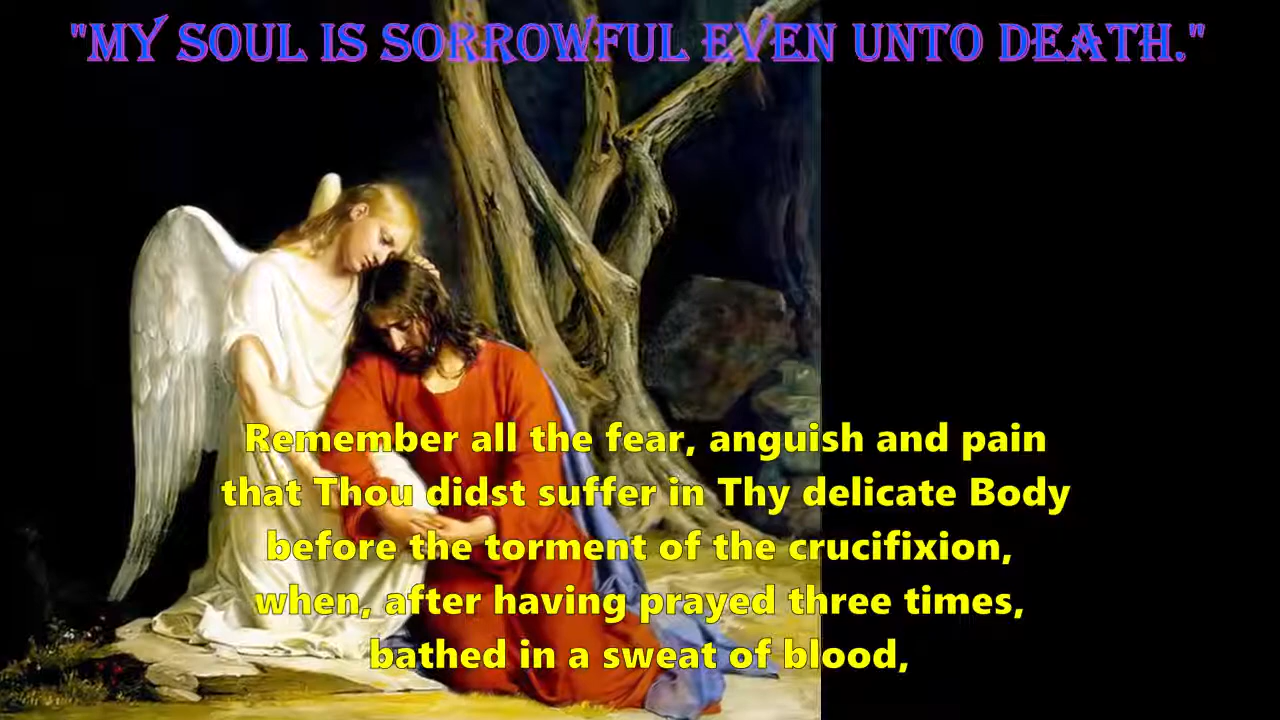 "MY SOUL IS SORROWFUL EVEN UNTO DEATH."
Remember all the fear, anguish and pain
that Thou didst suffer in Thy delicate Body
before the torment of the crucifixion,
when, after having prayed three times,
bathed in a sweat of blood,